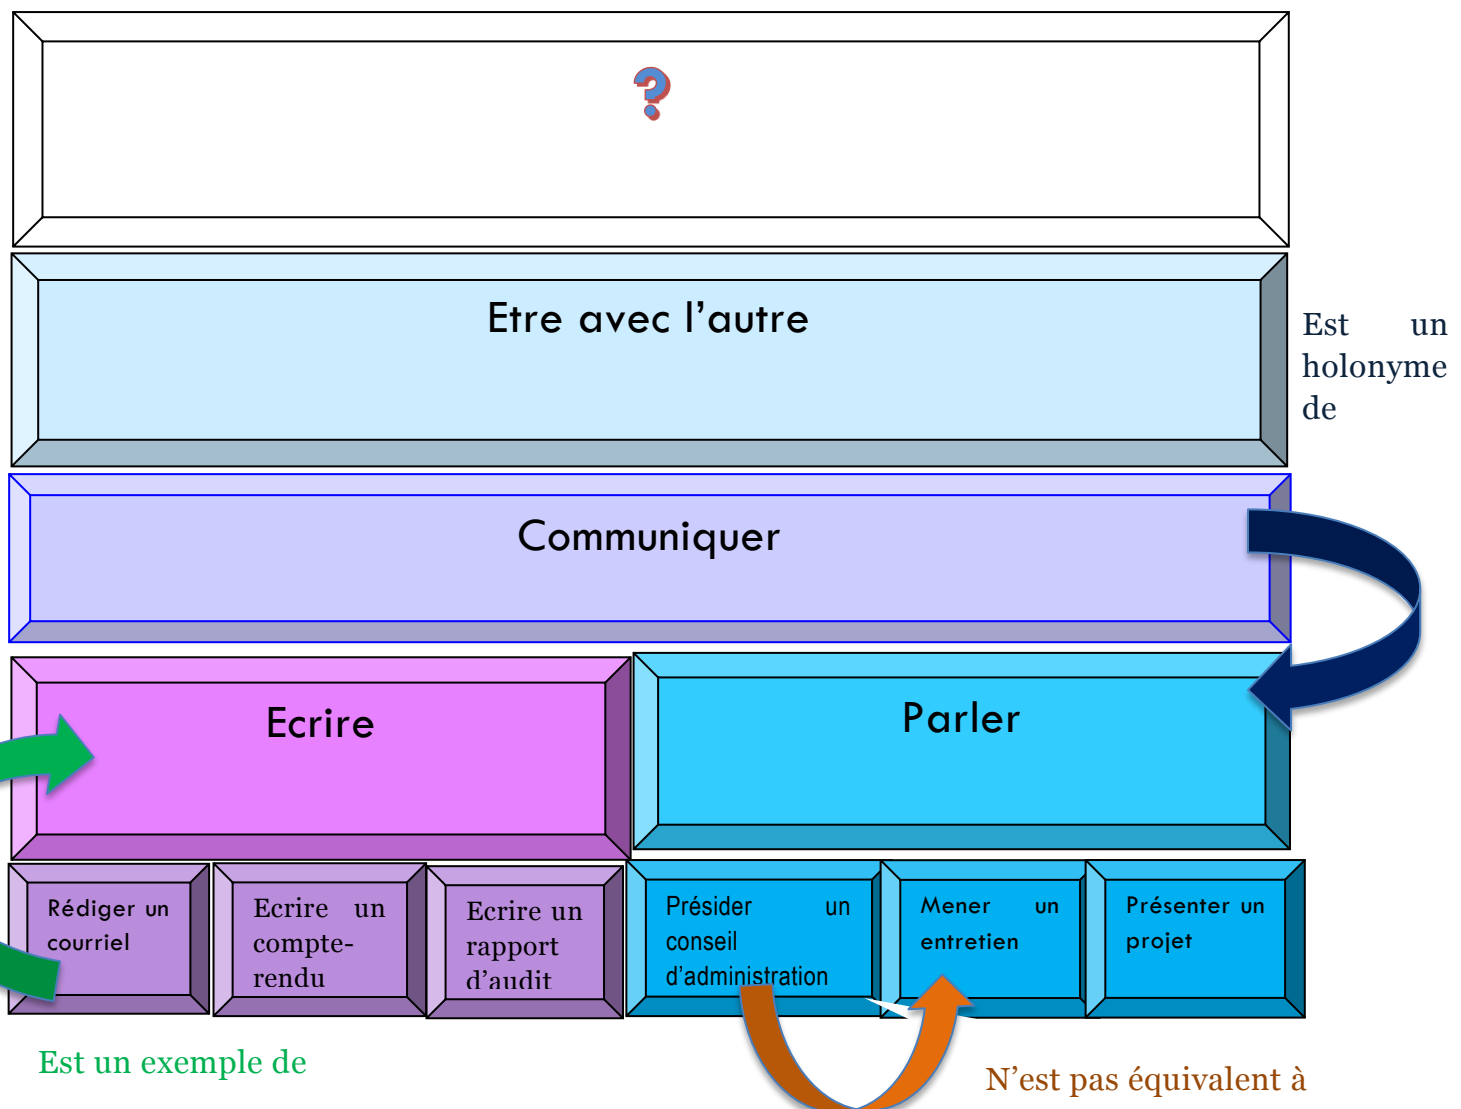 ?
Etre avec l’autre
Est un
holonyme
de
Communiquer
Ecrire
Parler
Rédiger un
courriel
Ecrire un
compte-
rendu
Ecrire un
rapport
d’audit
Présider un
conseil
d’administration
Mener un
entretien
Présenter un
projet
Est un exemple de
N’est pas équivalent à